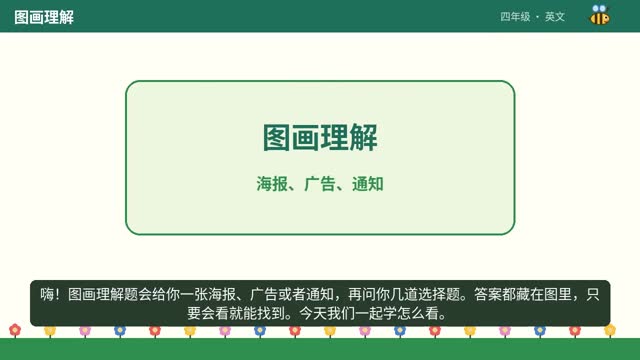 图画理解
四年级 · 英文
图画理解
海报、广告、通知
嗨！图画理解题会给你一张海报、广告或者通知，再问你几道选择题。答案都藏在图里，只
要会看就能找到。今天我们一起学怎么看。